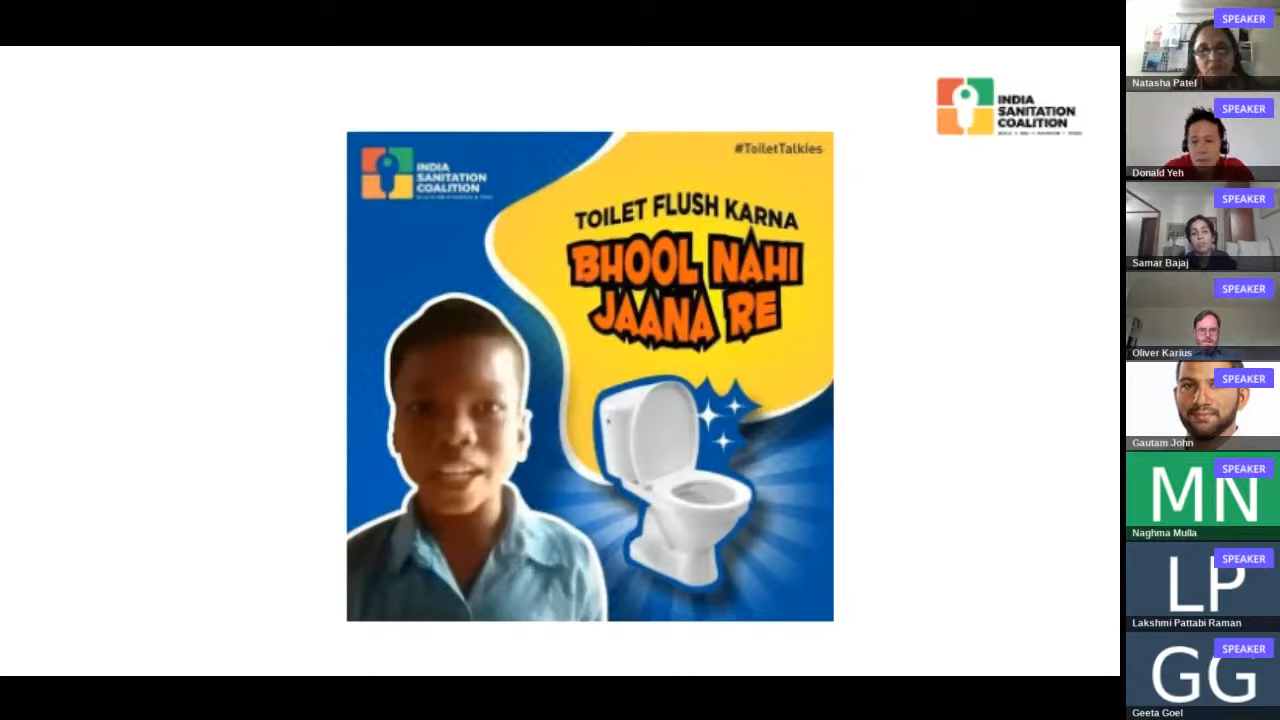 #ToiletTalkies
INDIA
SANITATION
COALITION
TOILET FLUSH KARNA
BHOOL NAHI
JAANA RE
INDIA
SANITATION
COALITION
SPEAKER
Natasha Patel
SPEAKER
Donald Yeh
SPEAKER
Samar Bajaj
SPEAKER
Oliver Karius
SPEAKER
Gautam John
SPEAKER
MN
Naghma Mulla
SPEAKER
LP
Lakshmi Pattabi Raman
SPEAKER
GG
Geeta Goel